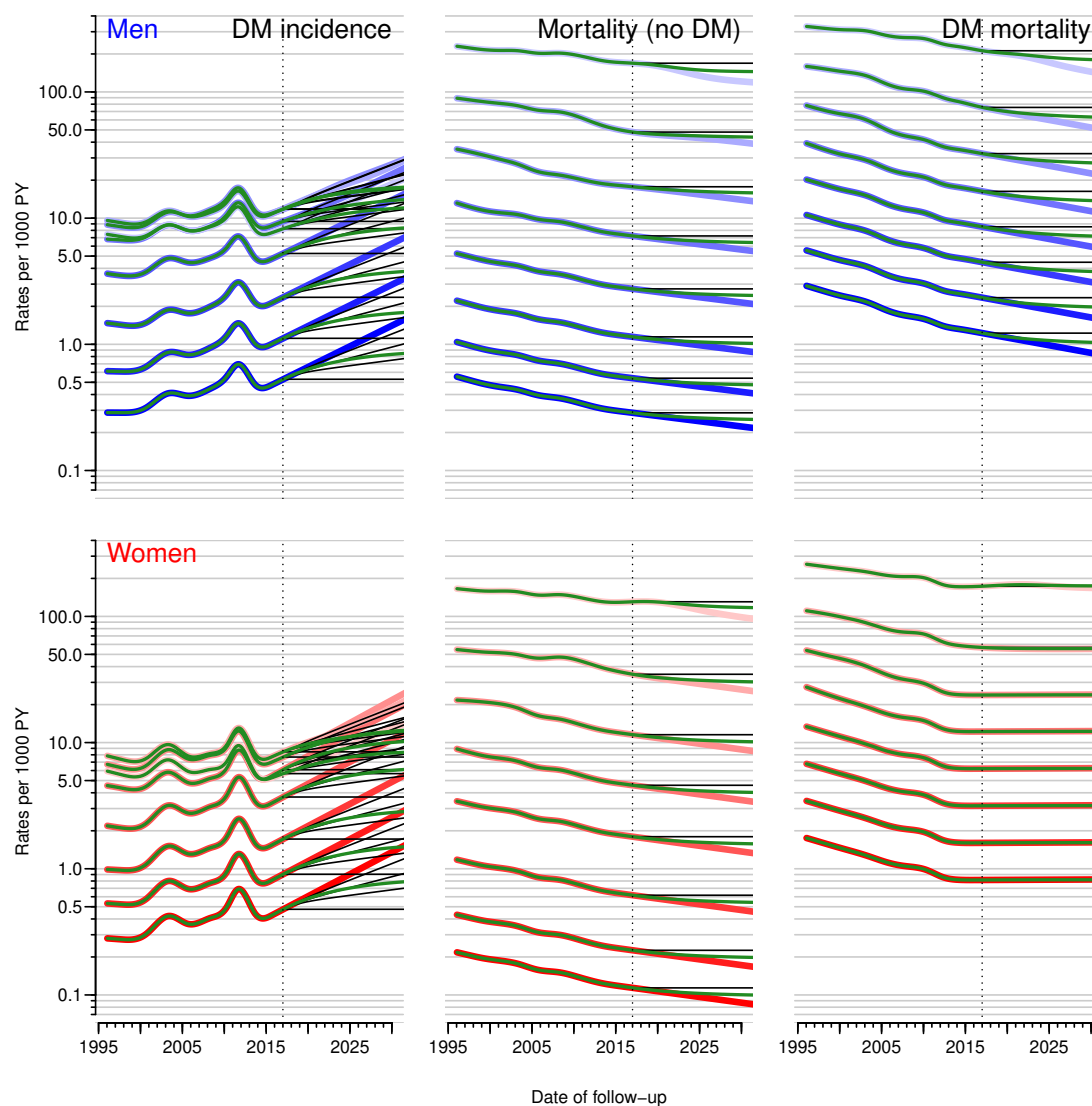 Men DM incidence Mortality (no DM) DM mortality
100.0
50.0
10.0
5.0
1.0
0.5
0.1
Rates per 1000 PY
Women
100.0
50.0
10.0
5.0
1.0
0.5
0.1
Rates per 1000 PY
1995 2005 2015 2025 1995 2005 2015 2025 1995 2005 2015 2025
Date of follow−up